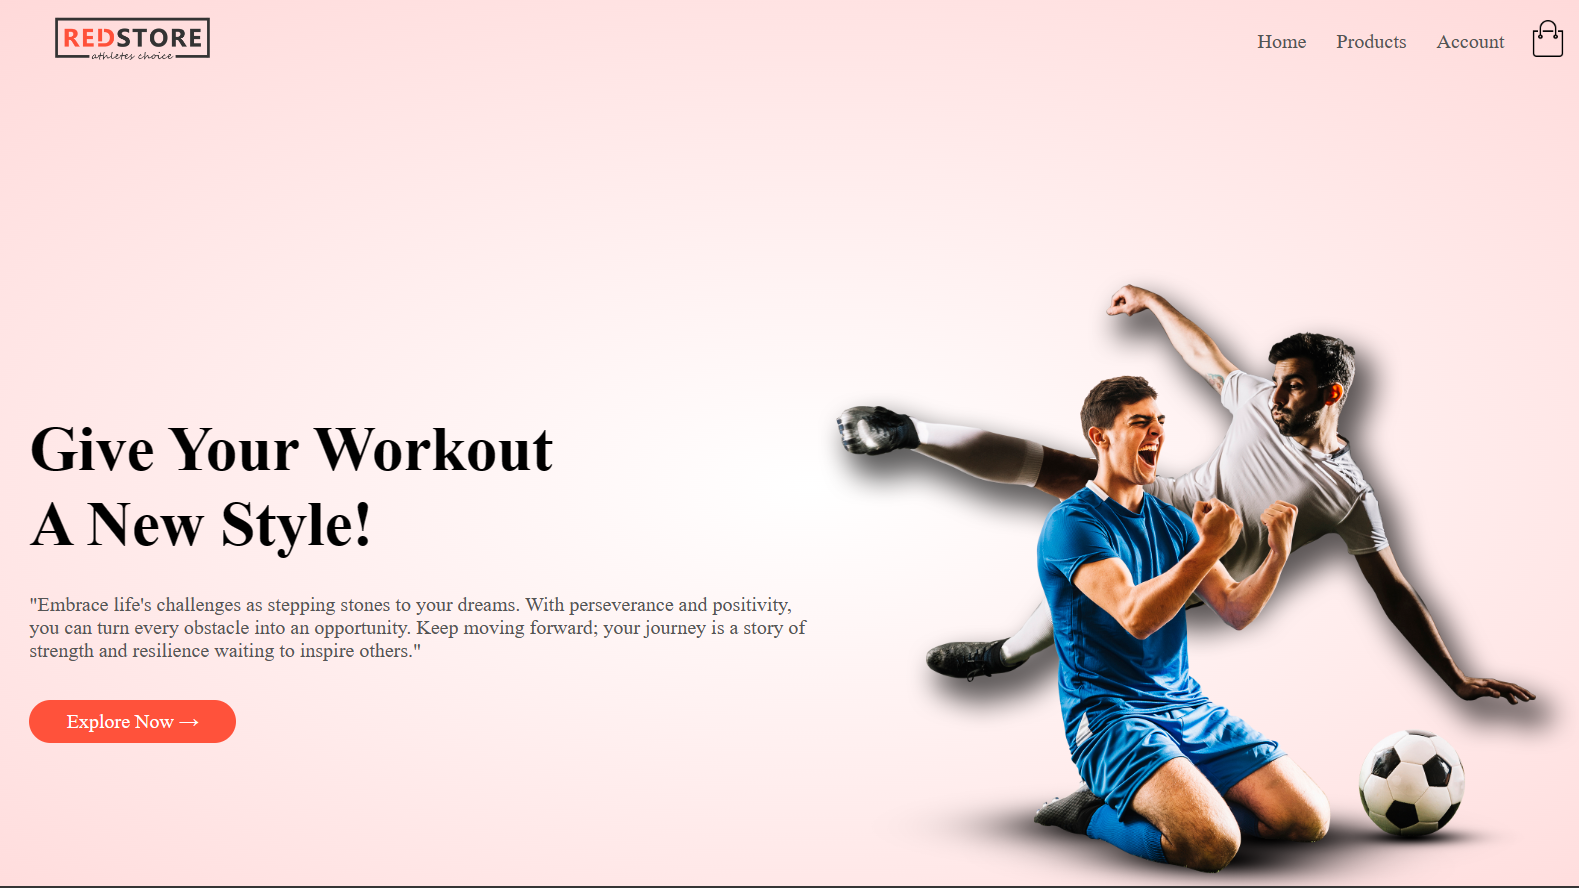 REDSTORE
athletes choice
Home Products Account
Give Your Workout
A New Style!
"Embrace life's challenges as stepping stones to your dreams. With perseverance and positivity,
you can turn every obstacle into an opportunity. Keep moving forward; your journey is a story of
strength and resilience waiting to inspire others."
Explore Now →